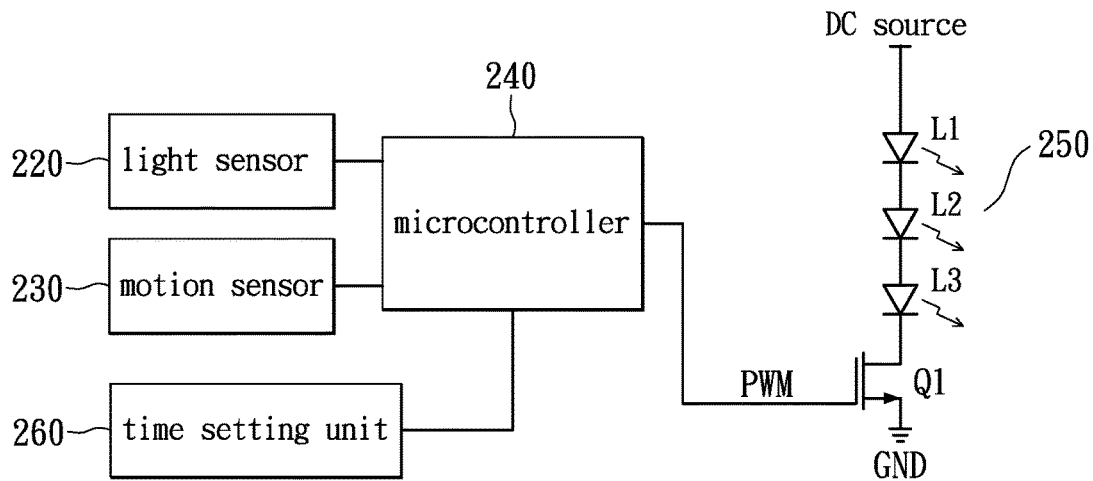 DC source
240
220
light sensor
L1
250
microcontroller
L2
230
motion sensor
L3
PWM
Q1
260
time setting unit
GND